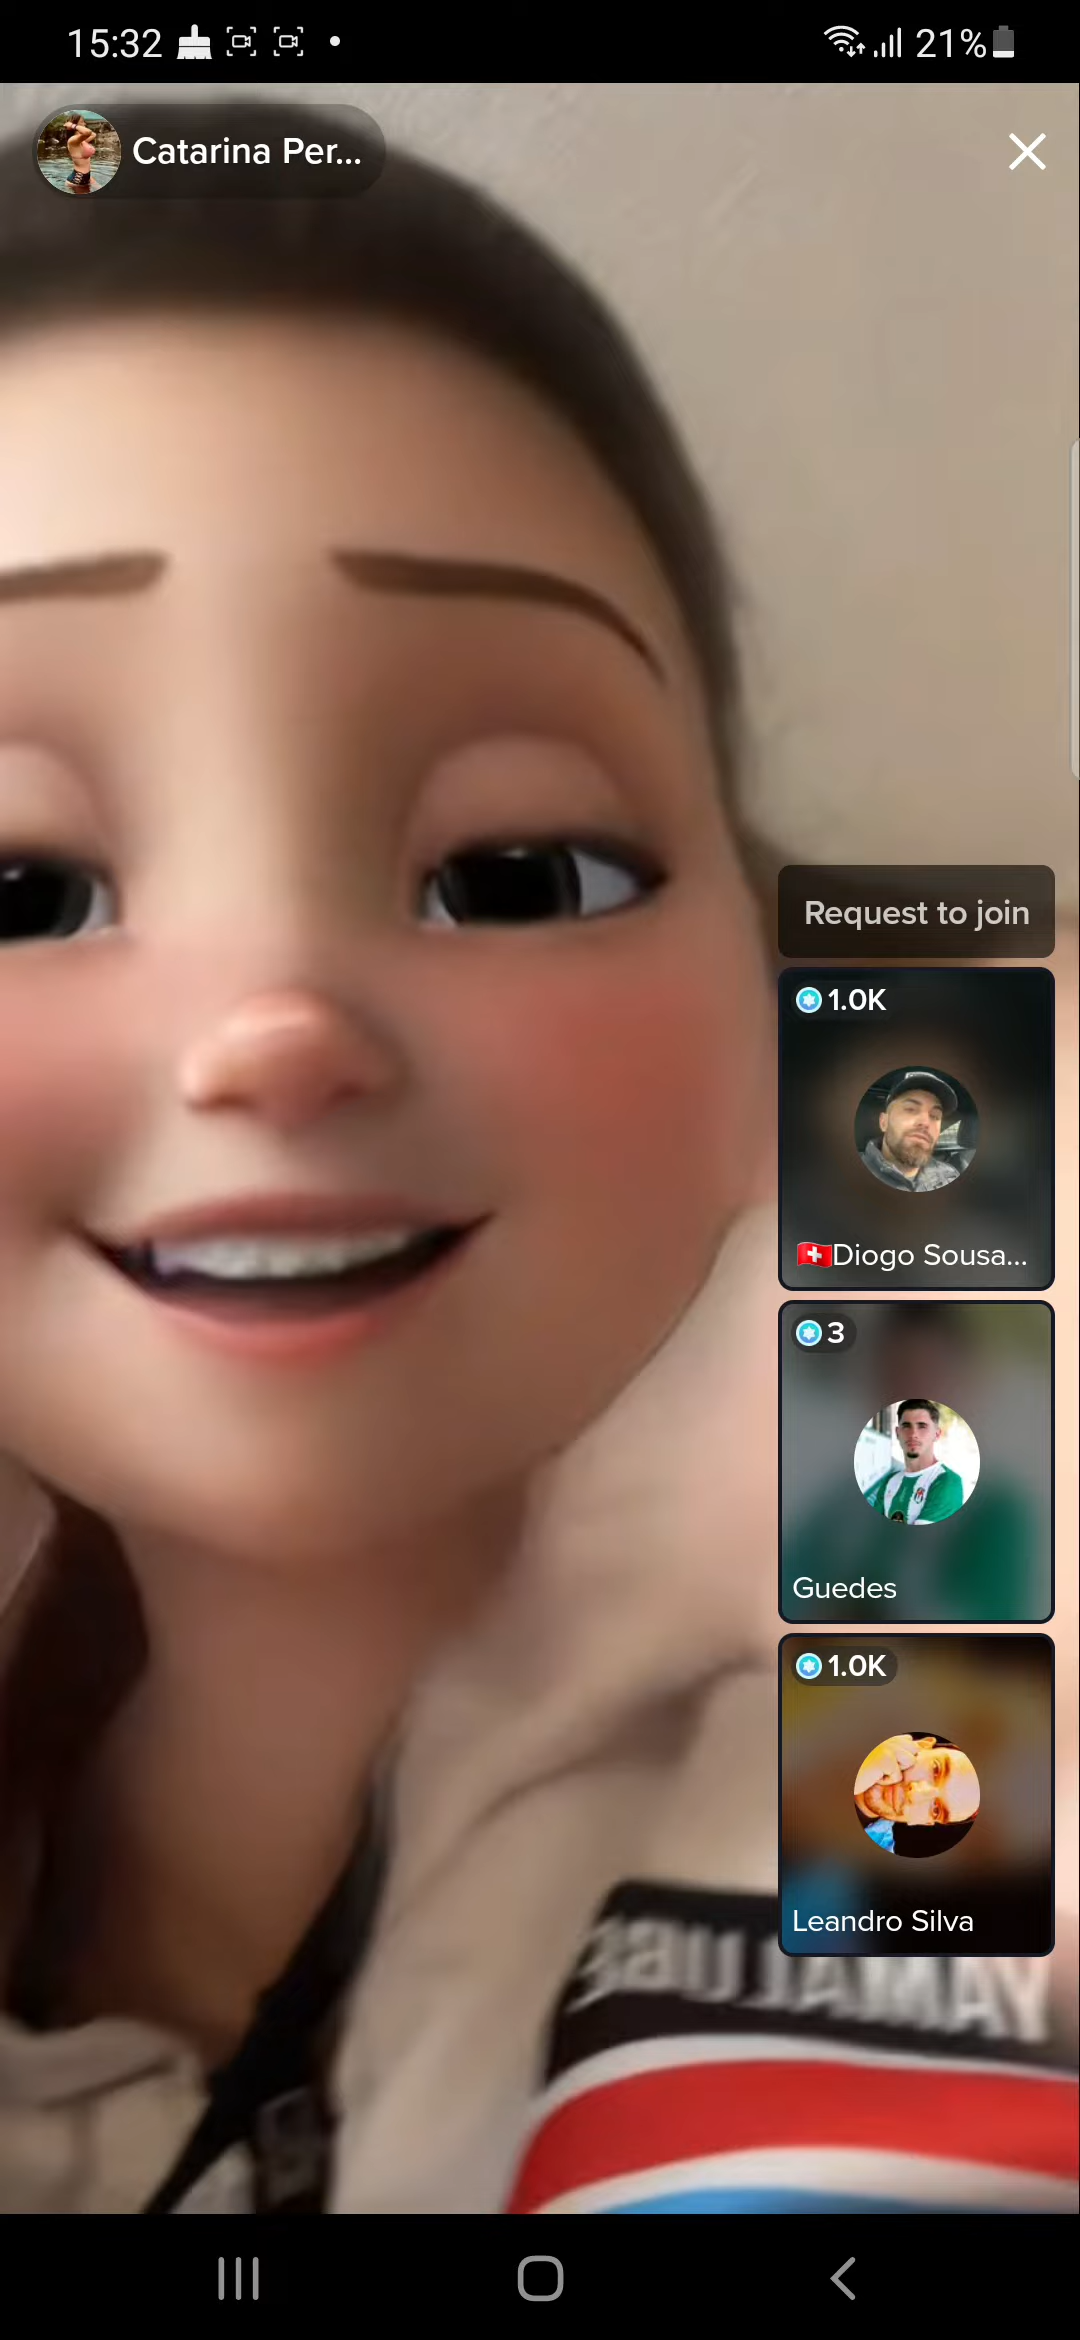 15:32
21%
Catarina Per...
Request to join
1.0K
Diogo Sousa...
3
Guedes
1.0K
Leandro Silva